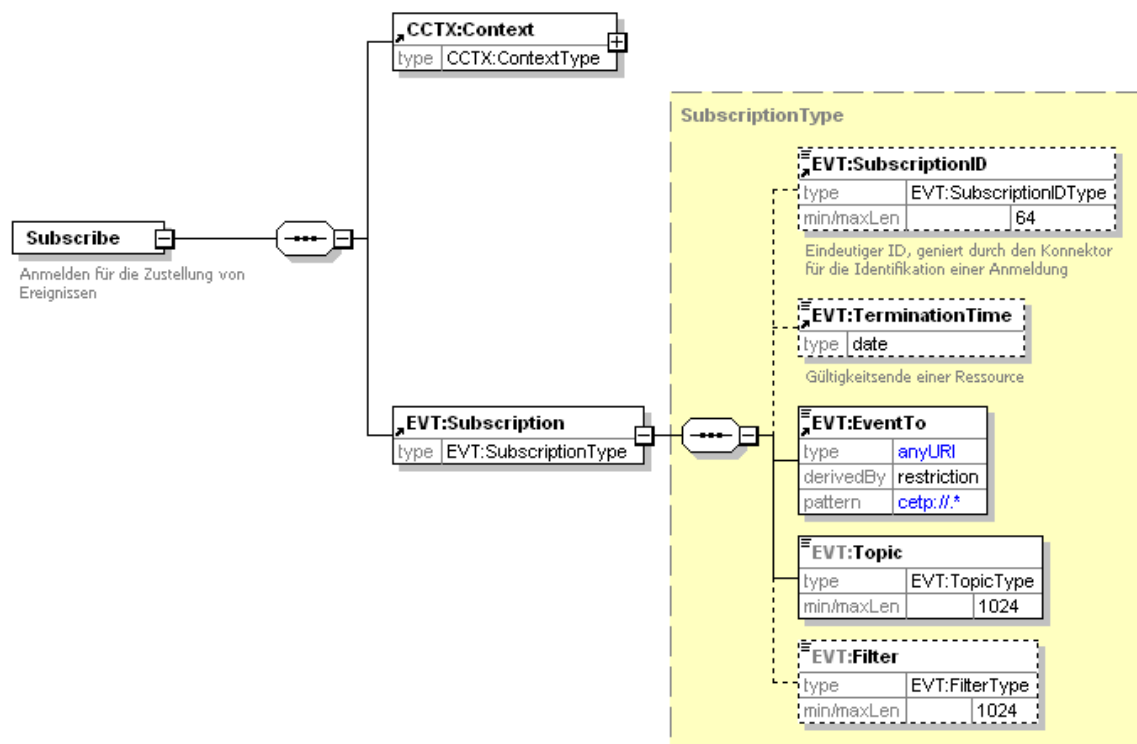 CCTX:Context
type CCTX:ContextType
SubscriptionType
EVT:SubscriptionID
type EVT:SubscriptionIDType
min/maxLen 64
Eindeutiger ID, geniert durch den Konnektor
für die Identifikation einer Anmeldung
Subscribe
Anmelden für die Zustellung von
Ereignissen
EVT:TerminationTime
type date
Gültigkeitsende einer Ressource
EVT:Subscription
type EVT:SubscriptionType
EVT:EventTo
type anyURI
derivedBy restriction
pattern cetp://.*
EVT:Topic
type EVT:TopicType
min/maxLen 1024
EVT:Filter
type EVT:FilterType
min/maxLen 1024